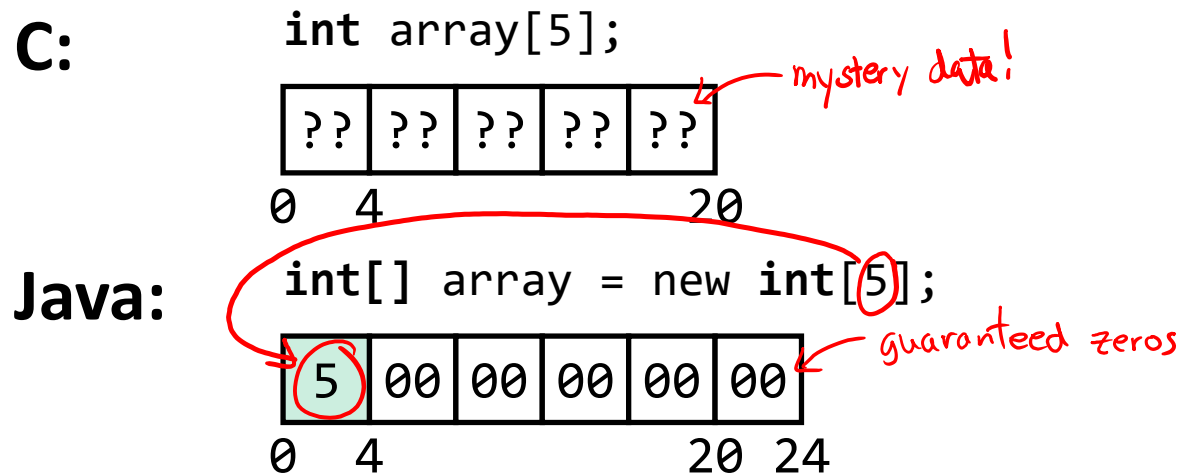 C:
int array[5];
mystery data!
?? ?? ?? ?? ??
0 4 20
Java:
int[] array = new int[5];
guaranteed zeros
5 00 00 00 00 00
0 4 20 24